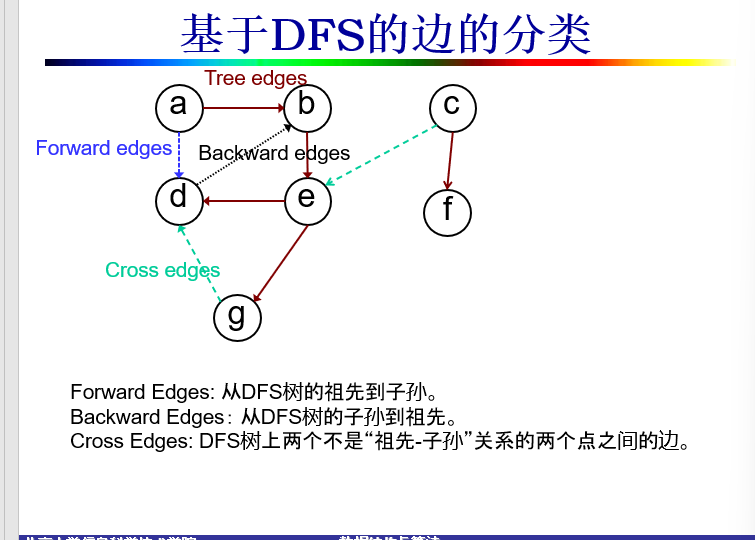 基于DFS的边的分类
Tree edges
a
b
c
Forward edges
Backward edges
d
e
f
Cross edges
g
Forward Edges: 从DFS树的祖先到子孙。
Backward Edges: 从DFS树的子孙到祖先。
Cross Edges: DFS树上两个不是“祖先-子孙”关系的两个点之间的边。